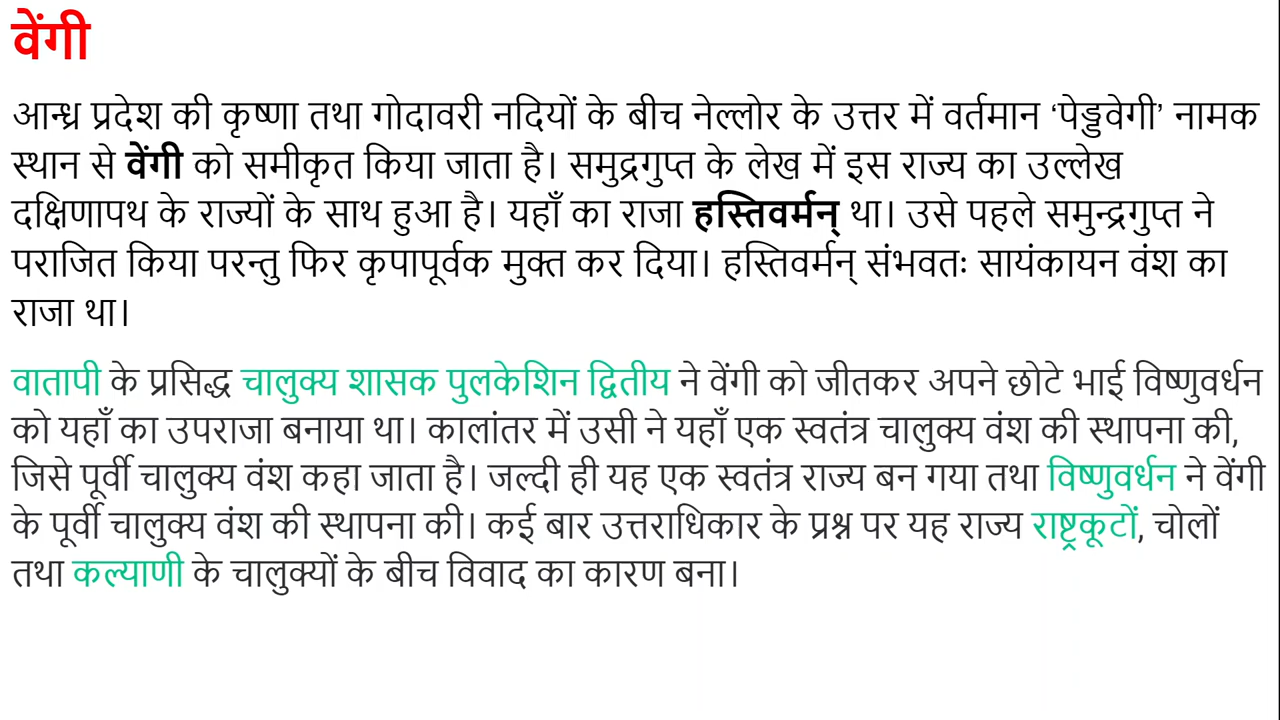 वेंगी
आन्ध्र प्रदेश की कृष्णा तथा गोदावरी नदियों के बीच नेल्लोर के उत्तर में वर्तमान ‘पेड्डवेगी’ नामक
स्थान से वेंगी को समीकृत किया जाता है। समुद्रगुप्त के लेख में इस राज्य का उल्लेख
दक्षिणापथ के राज्यों के साथ हुआ है। यहाँ का राजा हस्तिवर्मन् था। उसे पहले समुन्द्रगुप्त ने
पराजित किया परन्तु फिर कृपापूर्वक मुक्त कर दिया। हस्तिवर्मन् संभवतः सायंकायन वंश का
राजा था।
वातापी के प्रसिद्ध चालुक्य शासक पुलकेशिन द्वितीय ने वेंगी को जीतकर अपने छोटे भाई विष्णुवर्धन
को यहाँ का उपराजा बनाया था। कालांतर में उसी ने यहाँ एक स्वतंत्र चालुक्य वंश की स्थापना की,
जिसे पूर्वी चालुक्य वंश कहा जाता है। जल्दी ही यह एक स्वतंत्र राज्य बन गया तथा विष्णुवर्धन ने वेंगी
के पूर्वी चालुक्य वंश की स्थापना की। कई बार उत्तराधिकार के प्रश्न पर यह राज्य राष्ट्रकूटों, चोलों
तथा कल्याणी के चालुक्यों के बीच विवाद का कारण बना।